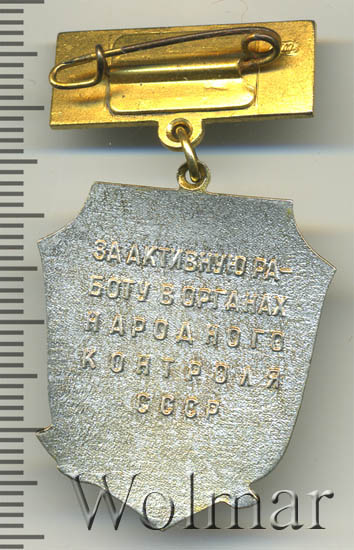 ЗА АКТИВНУЮ РА-
БОТУ В ОРГАНАХ
НАРОДНОГО
КОНТРОЛЯ
СССР
Wolmar